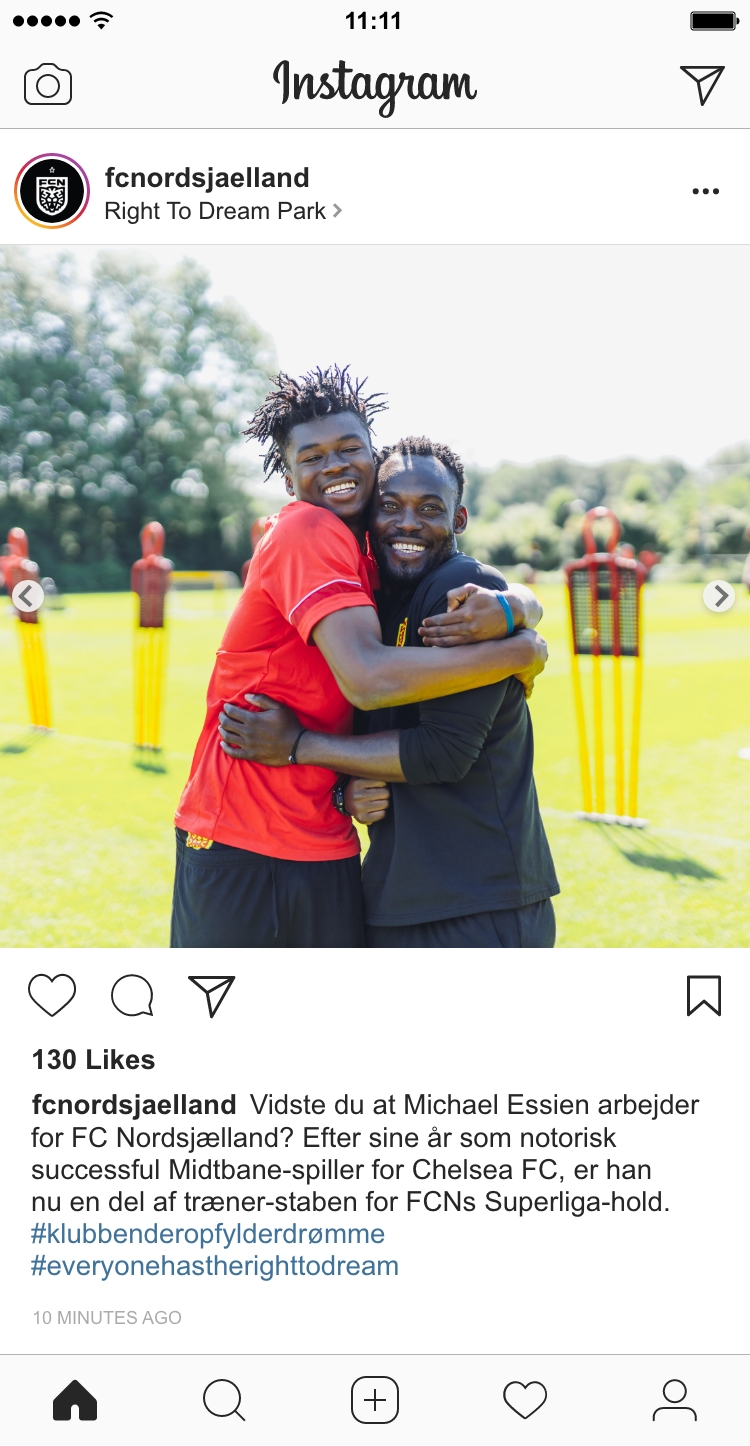 11:11
Instagram
FCN
fcnordsjaelland
Right To Dream Park
130 Likes
fcnordsjaelland Vidste du at Michael Essien arbejder
for FC Nordsjælland? Efter sine år som notorisk
successful Midtbane-spiller for Chelsea FC, er han
nu en del af træner-staben for FCNs Superliga-hold.
#klubbenderopfylderdrømme
#everyonehastherighttodream
10 MINUTES AGO